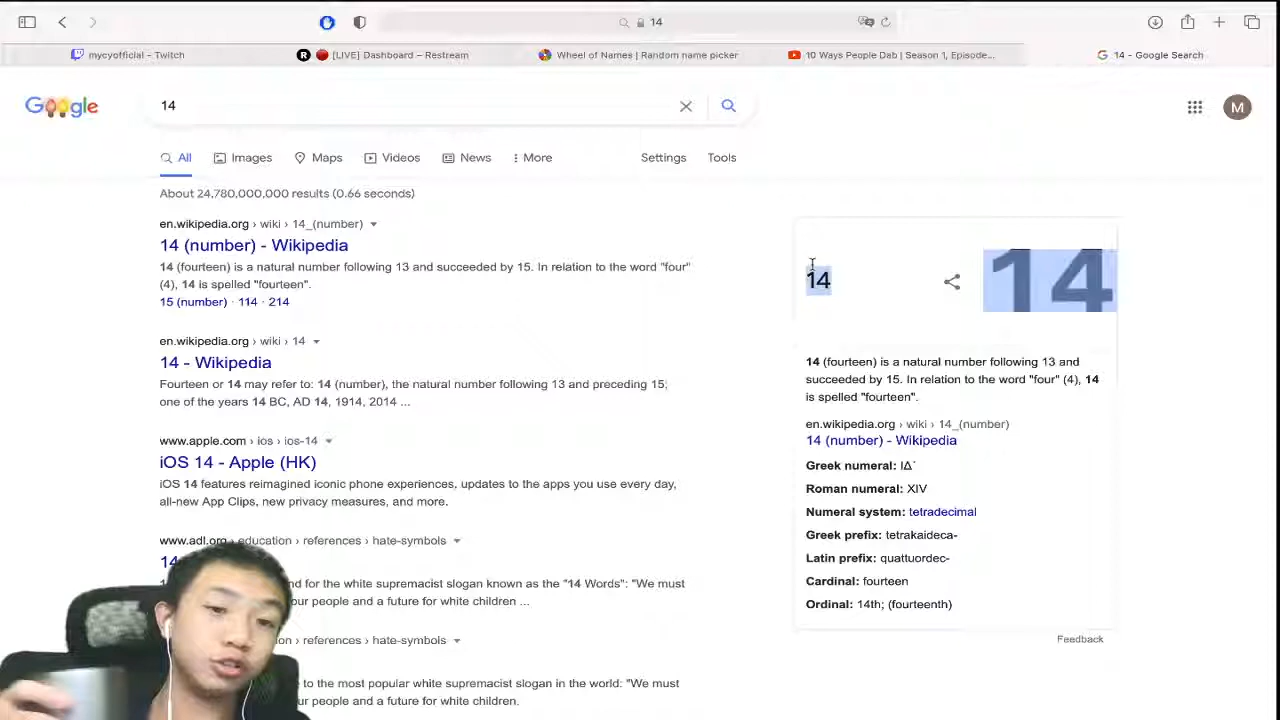 14
mycyofficial – Twitch
R [LIVE] Dashboard – Restream
Wheel of Names | Random name picker
10 Ways People Dab | Season 1, Episode...
14 - Google Search
Google
14
M
All
Images
Maps
Videos
News
More
Settings
Tools
About 24,780,000,000 results (0.66 seconds)
en.wikipedia.org › wiki › 14_(number)
14 (number) - Wikipedia
14 (fourteen) is a natural number following 13 and succeeded by 15. In relation to the word "four"
(4), 14 is spelled "fourteen".
15 (number) · 114 · 214
en.wikipedia.org › wiki › 14
14 - Wikipedia
Fourteen or 14 may refer to: 14 (number), the natural number following 13 and preceding 15;
one of the years 14 BC, AD 14, 1914, 2014 ...
www.apple.com › ios › ios-14
iOS 14 - Apple (HK)
iOS 14 features reimagined iconic phone experiences, updates to the apps you use every day,
all-new App Clips, new privacy measures, and more.
www.adl.org › education › references › hate-symbols
14
for the white supremacist slogan known as the "14 Words": "We must
people and a future for white children ...
› references › hate-symbols
to the most popular white supremacist slogan in the world: "We must
people and a future for white children.
14
14
14 (fourteen) is a natural number following 13 and
succeeded by 15. In relation to the word "four" (4), 14
is spelled "fourteen".
en.wikipedia.org › wiki › 14_(number)
14 (number) - Wikipedia
Greek numeral: ΙΔ´
Roman numeral: XIV
Numeral system: tetradecimal
Greek prefix: tetrakaideca-
Latin prefix: quattuordec-
Cardinal: fourteen
Ordinal: 14th; (fourteenth)
Feedback